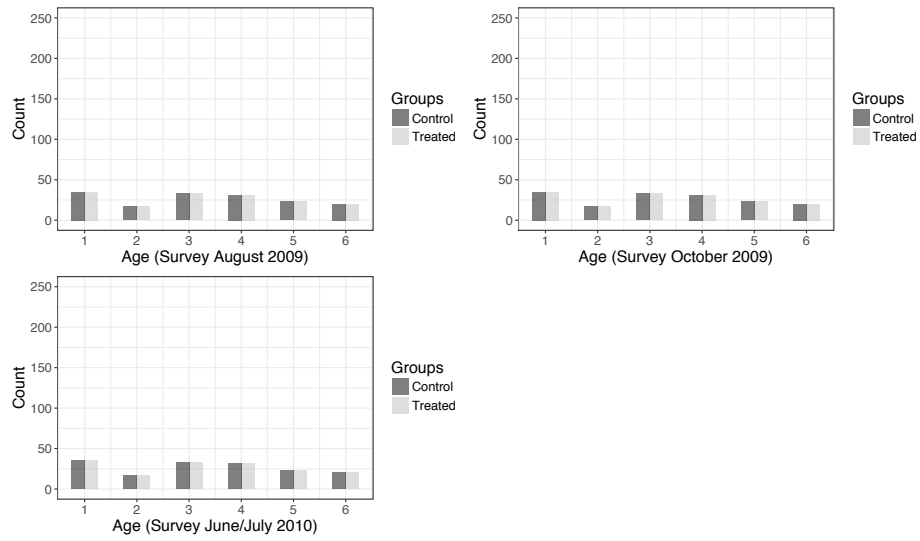 250
200
150
100
50
0
Count
1 2 3 4 5 6
Age (Survey August 2009)
Groups
Control
Treated
250
200
150
100
50
0
Count
1 2 3 4 5 6
Age (Survey October 2009)
Groups
Control
Treated
250
200
150
100
50
0
Count
1 2 3 4 5 6
Age (Survey June/July 2010)
Groups
Control
Treated